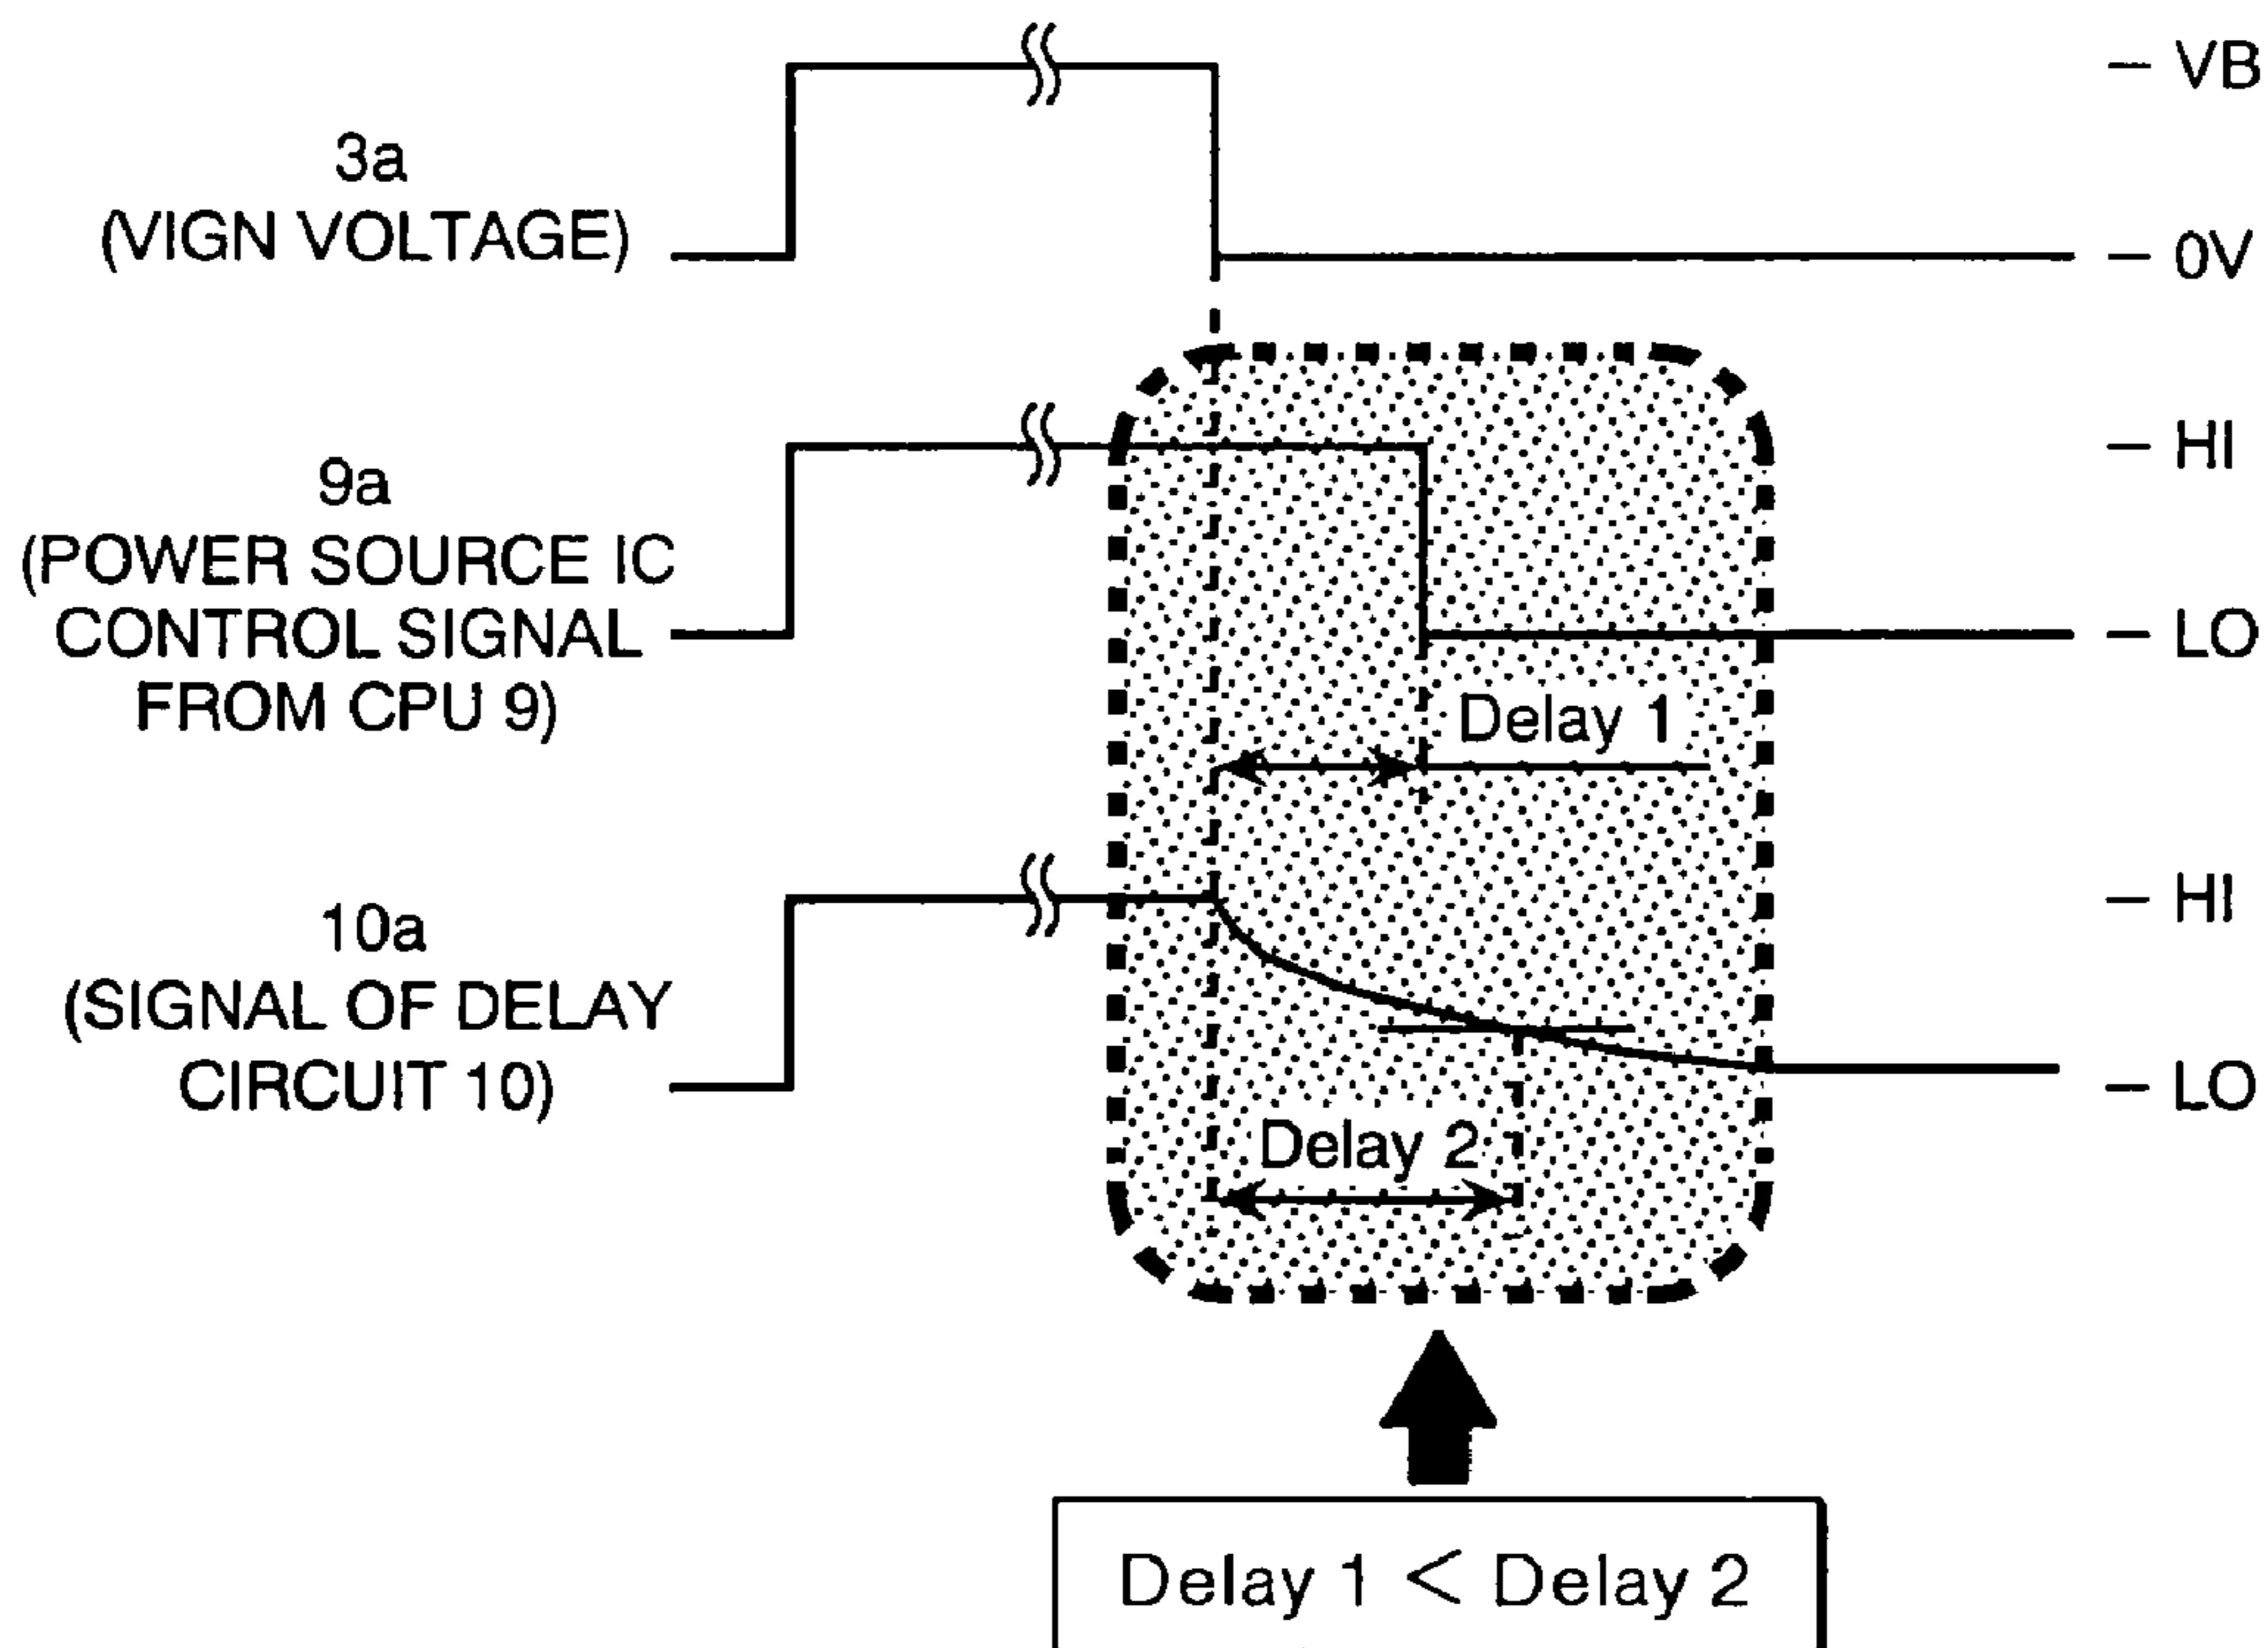 VB
3a
(VIGN VOLTAGE)
0V
HI
9a
(POWER SOURCE IC
CONTROL SIGNAL
FROM CPU 9)
LO
Delay 1
HI
10a
(SIGNAL OF DELAY
CIRCUIT 10)
LO
Delay 2
Delay 1 < Delay 2